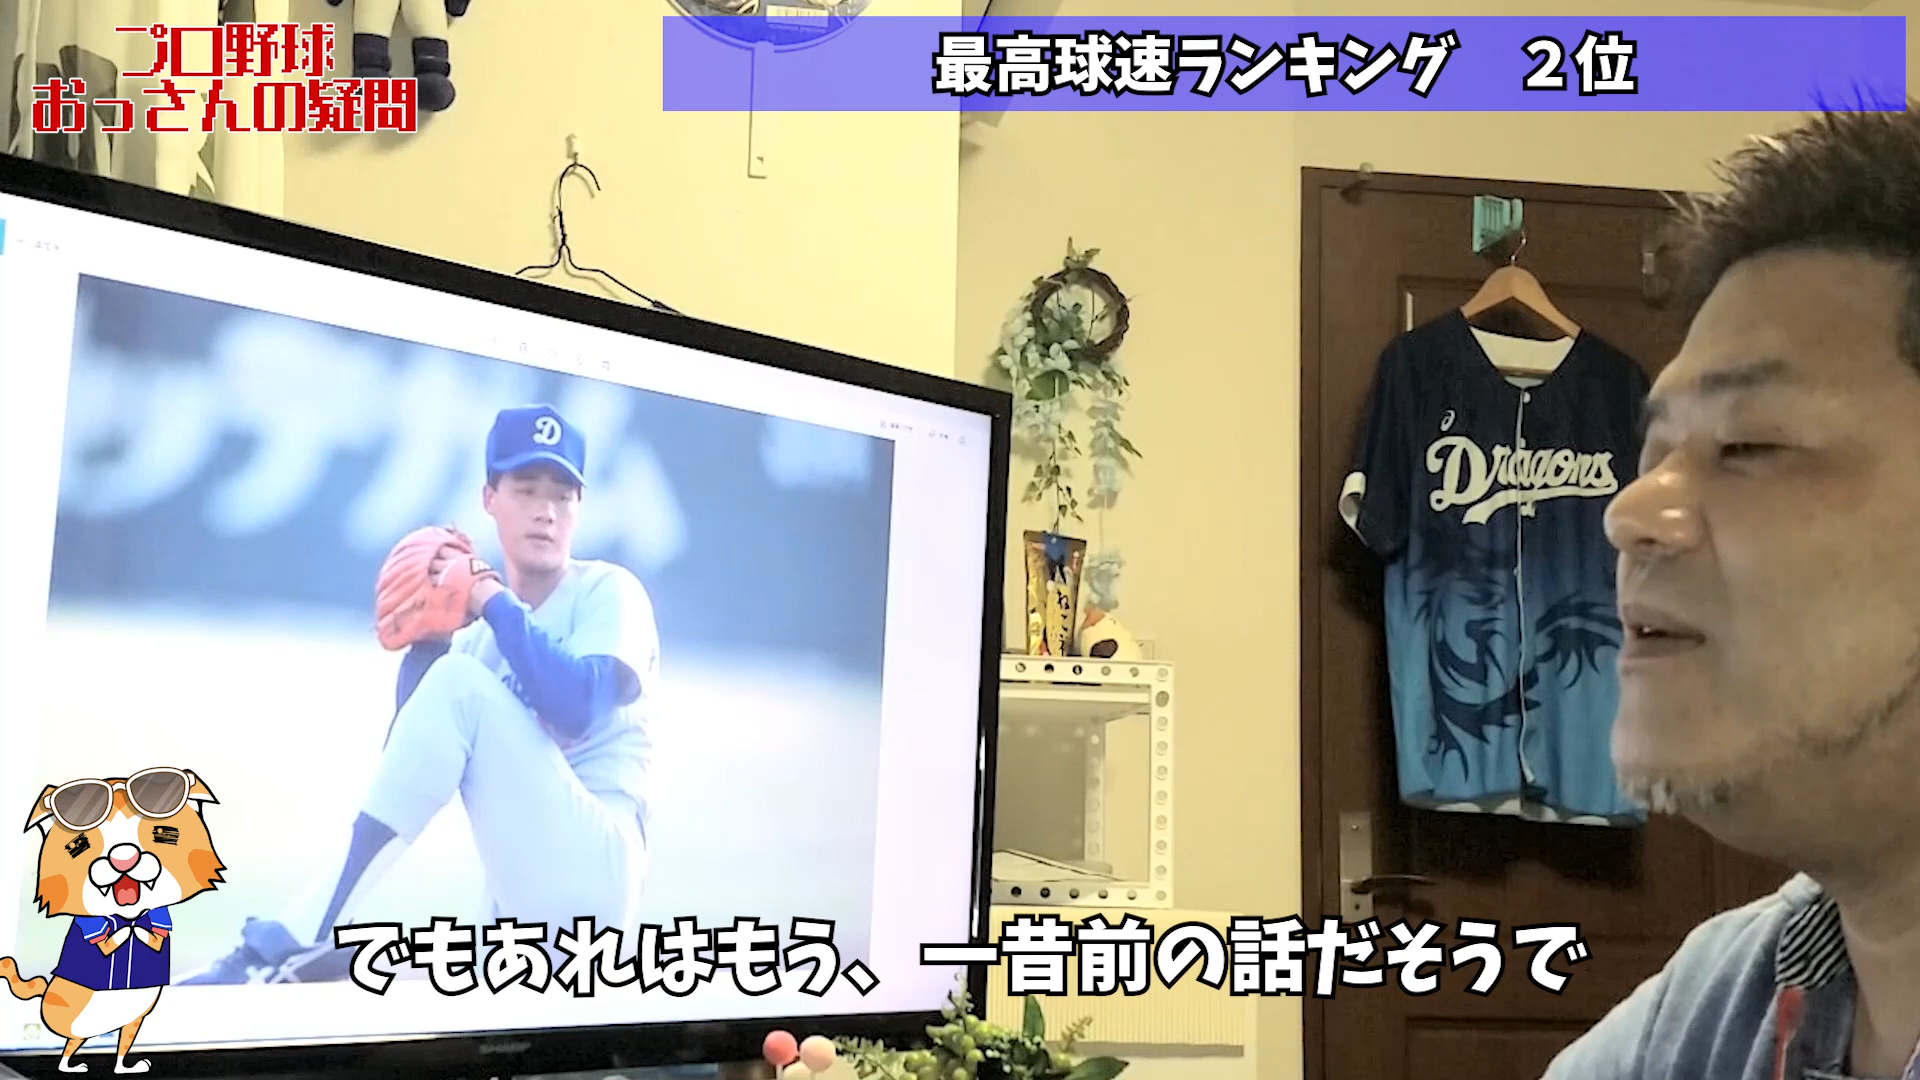 プロ野球
おっさんの疑問
最高球速ランキング　２位
D
Dragons
でもあれはもう、一昔前の話だそうで